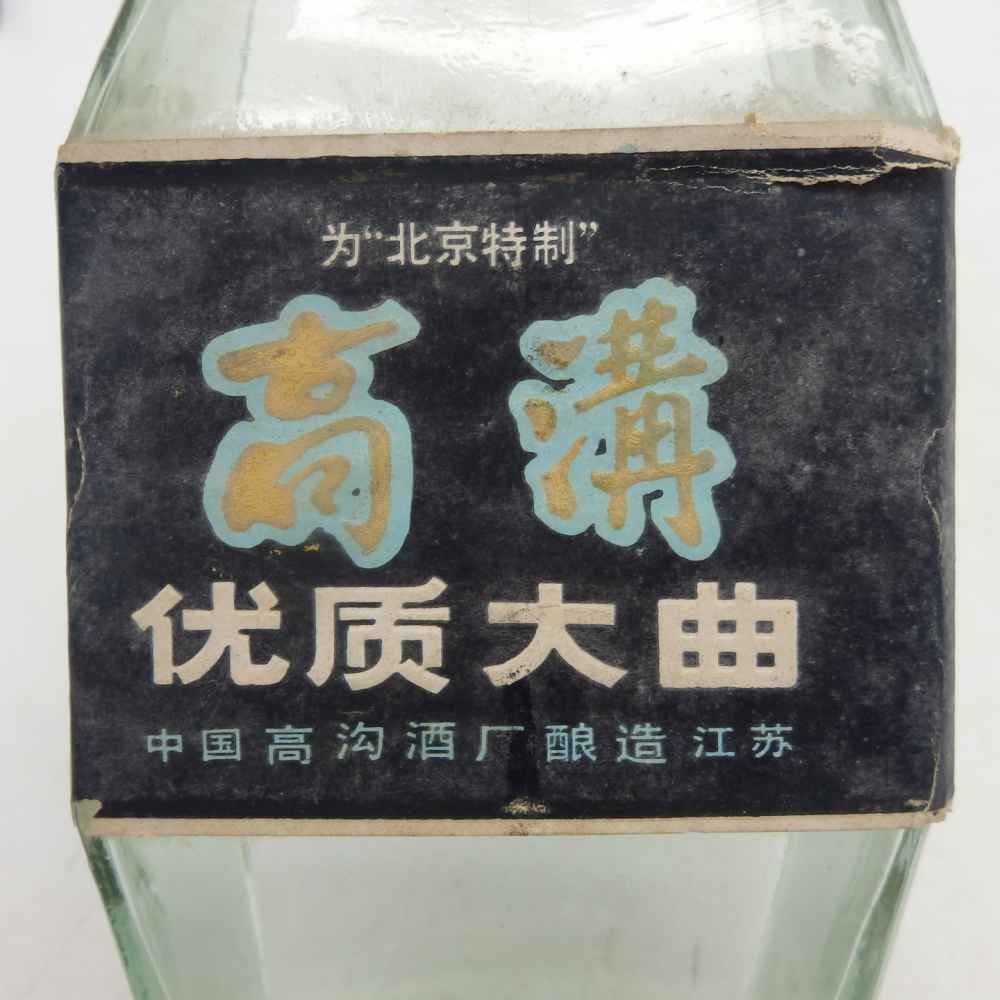 为“北京特制”
高溝
优质大曲
中国高沟酒厂酿造江苏